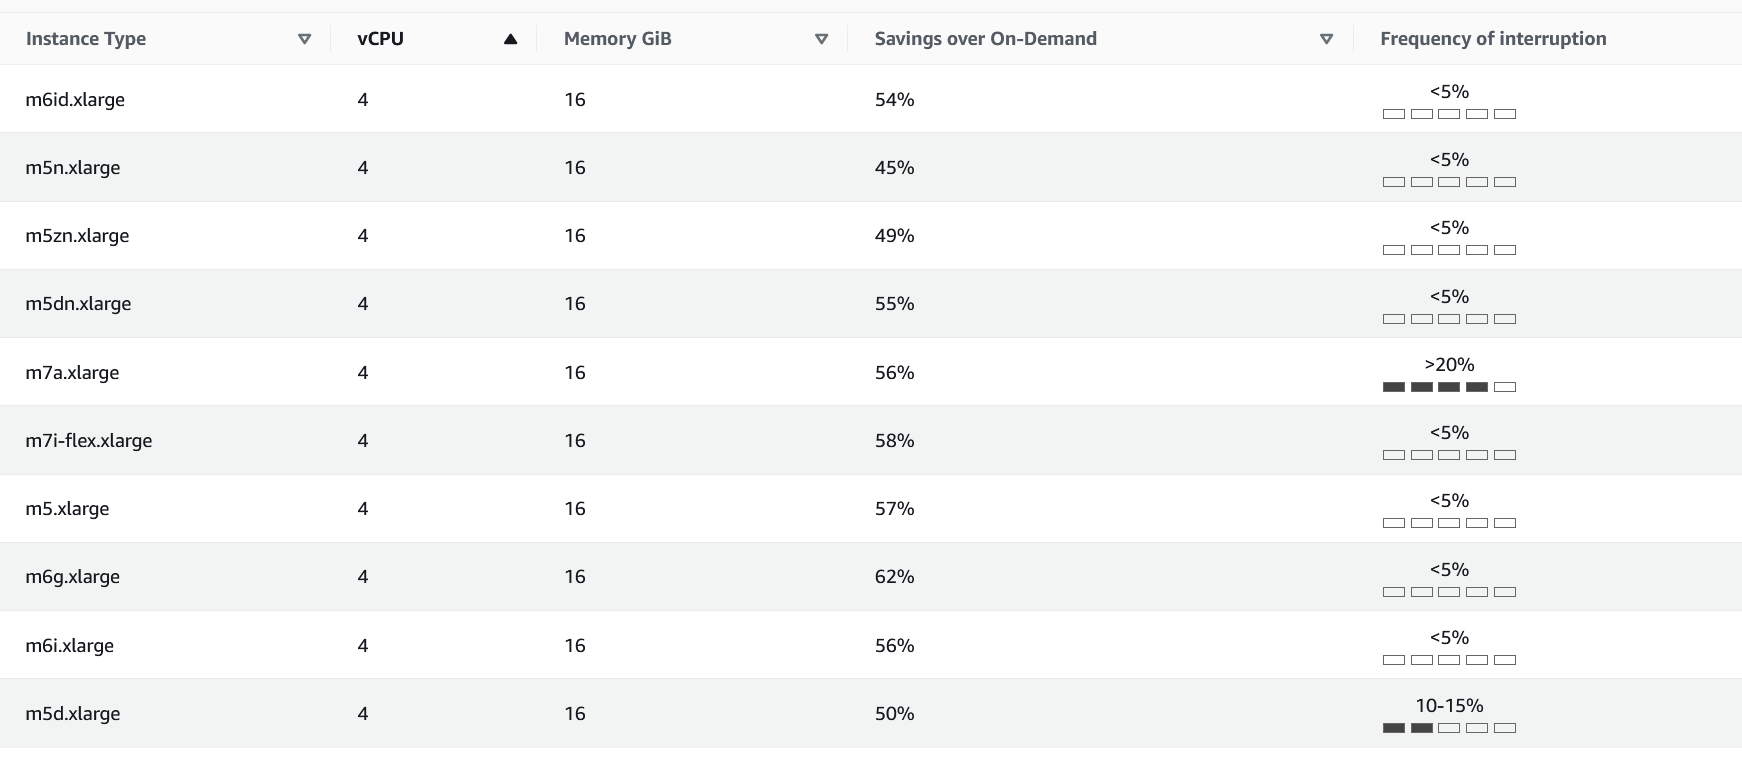 Instance Type vCPU Memory GiB Savings over On-Demand Frequency of interruption
m6id.xlarge 4 16 54% <5%
m5n.xlarge 4 16 45% <5%
m5zn.xlarge 4 16 49% <5%
m5dn.xlarge 4 16 55% <5%
m7a.xlarge 4 16 56% >20%
m7i-flex.xlarge 4 16 58% <5%
m5.xlarge 4 16 57% <5%
m6g.xlarge 4 16 62% <5%
m6i.xlarge 4 16 56% <5%
m5d.xlarge 4 16 50% 10-15%